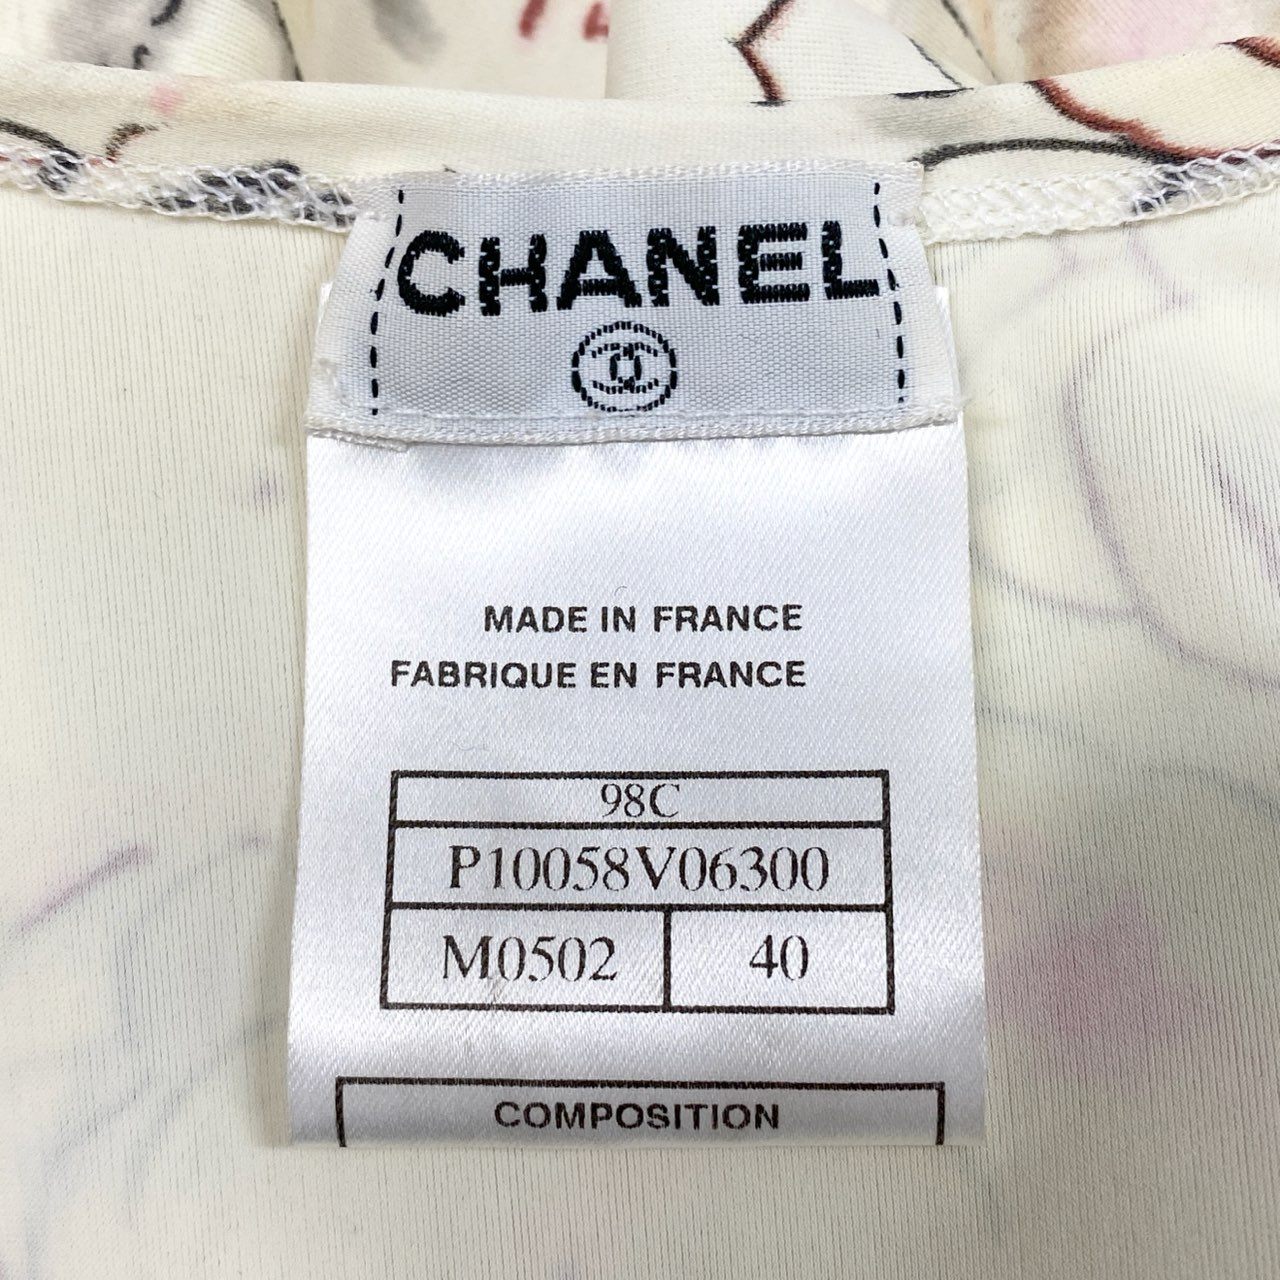 CHANEL
MADE IN FRANCE
FABRIQUE EN FRANCE
98C
P10058V06300
M0502 40
COMPOSITION